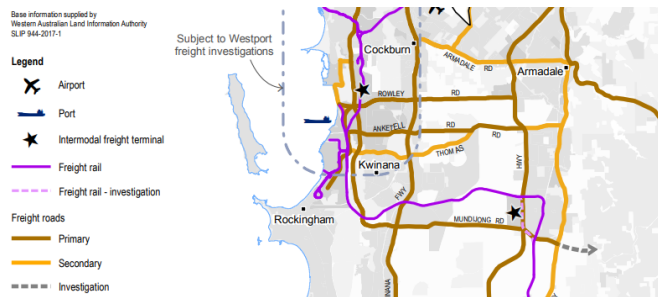 Base information supplied by
Western Australian Land Information Authority
SLIP 944-2017-1
Legend
Airport
Port
Intermodal freight terminal
Freight rail
Freight rail - investigation
Freight roads
Primary
Secondary
Investigation
Subject to Westport
freight investigations
Cockburn
ARMADALE RD
Armadale
ROWLEY RD
ANKETELL RD
THOMAS RD
Kwinana
HWY
FWY
Rockingham
MUNDIJONG RD
INANA